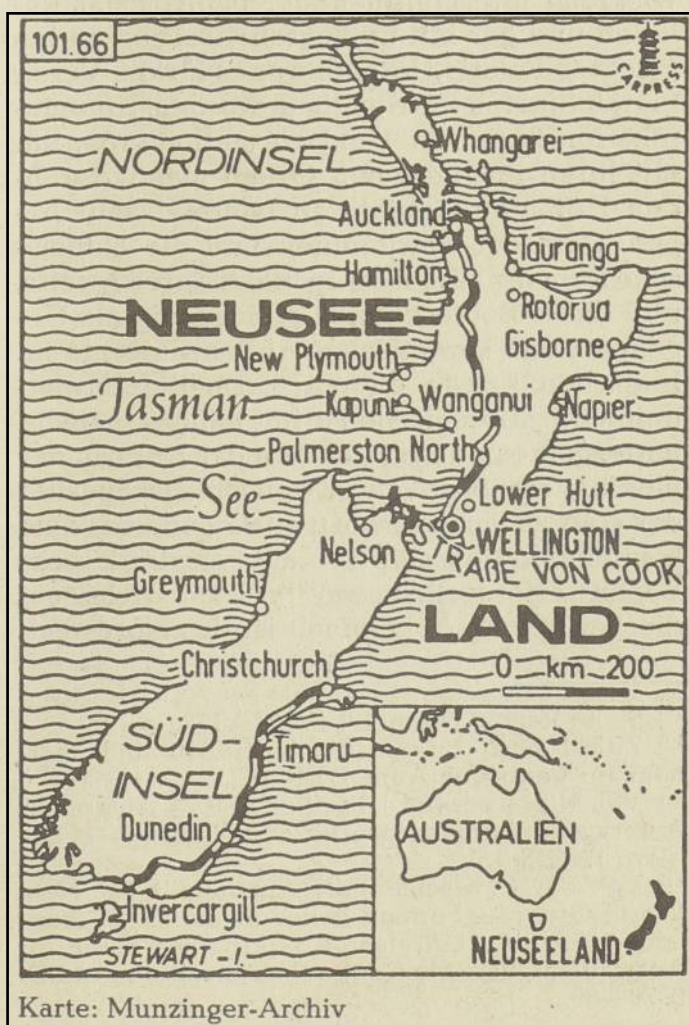 101.66
CARPRESS
NORDINSEL
Whangarei
Auckland
Tauranga
Hamilton
Rotorua
NEUSEE-
Gisborne
New Plymouth
Tasman
Kapuni
Wanganui
Napier
Palmerston North
See
Lower Hutt
Nelson
WELLINGTON
STRAßE VON COOK
Greymouth
LAND
Christchurch
0 km 200
SÜD-
INSEL
Timaru
Dunedin
AUSTRALIEN
Invercargill
STEWART-I.
NEUSEELAND
Karte: Munzinger-Archiv